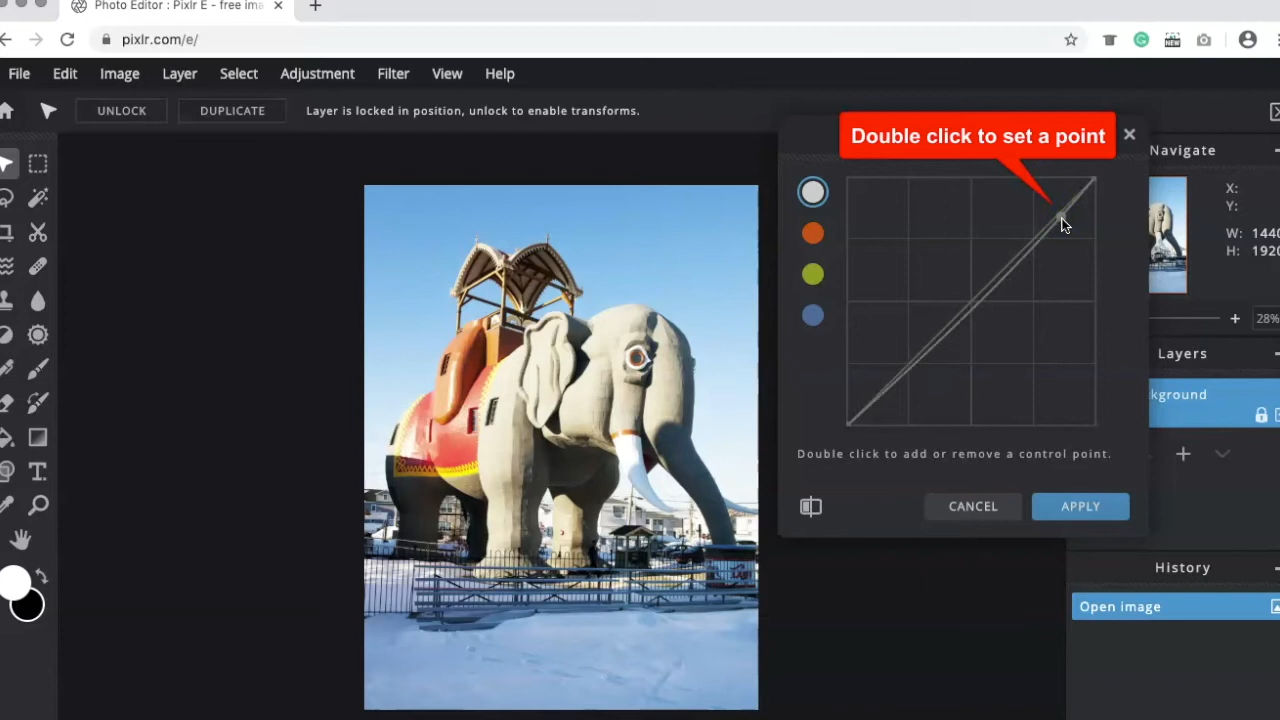 Photo Editor : Pixlr E - free ima
pixlr.com/e/
NEW
File Edit Image Layer Select Adjustment Filter View Help
UNLOCK DUPLICATE Layer is locked in position, unlock to enable transforms.
Double click to set a point
Navigate
X:
Y:
W: 1440
H: 1920
28%
Double click to add or remove a control point.
CANCEL APPLY
Layers
kground
History
Open image